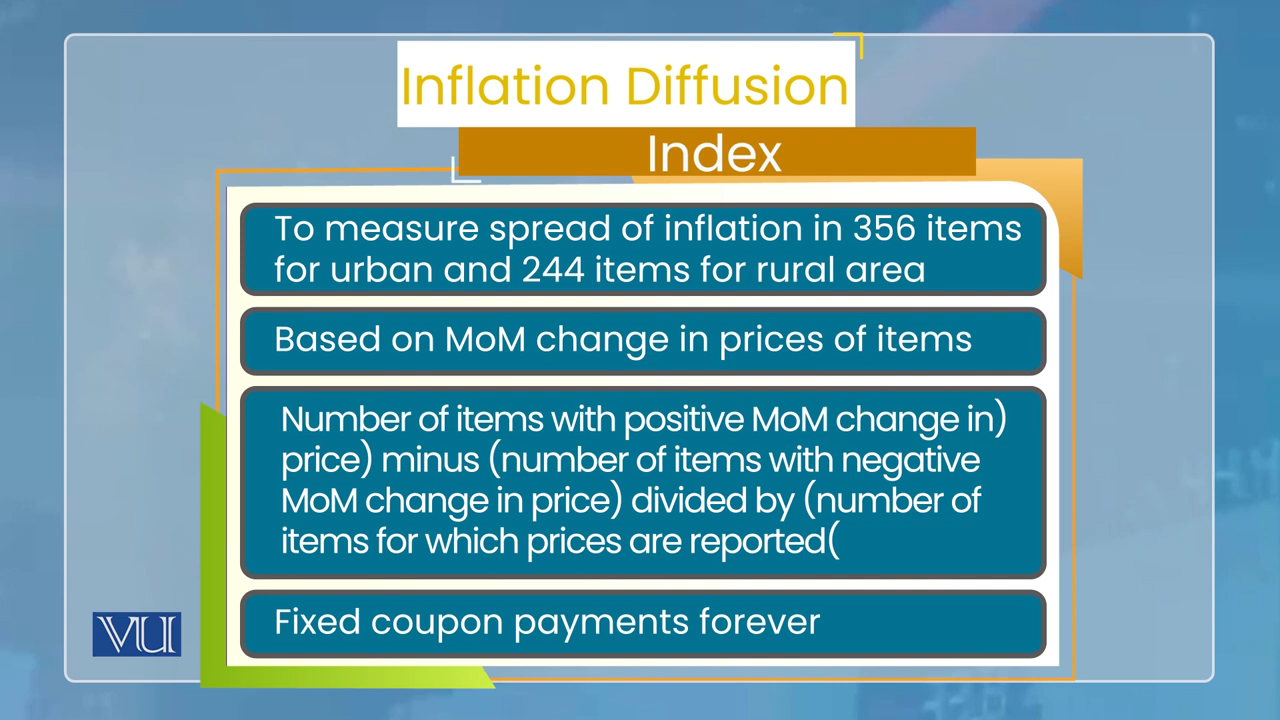 Inflation Diffusion
Index
To measure spread of inflation in 356 items
for urban and 244 items for rural area
Based on MoM change in prices of items
Number of items with positive MoM change in)
price) minus (number of items with negative
MoM change in price) divided by (number of
items for which prices are reported(
Fixed coupon payments forever
VU